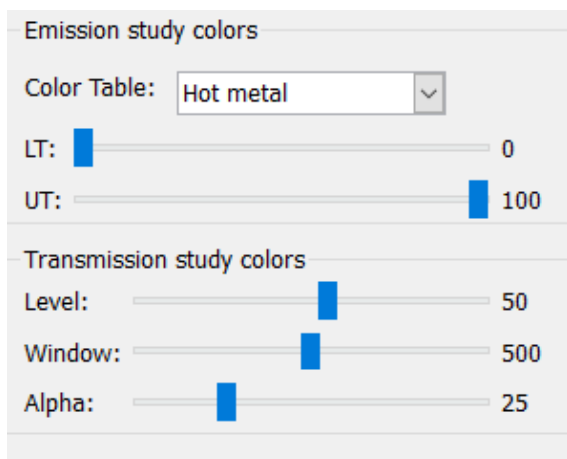 Emission study colors
Color Table: Hot metal
LT: 0
UT: 100
Transmission study colors
Level: 50
Window: 500
Alpha: 25